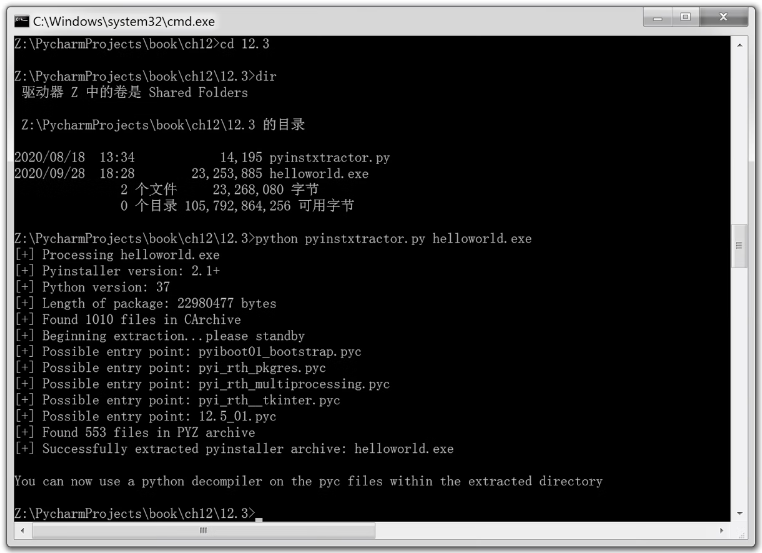 C:\Windows\system32\cmd.exe
Z:\PycharmProjects\book\ch12>cd 12.3
Z:\PycharmProjects\book\ch12\12.3>dir
驱动器 Z 中的卷是 Shared Folders
Z:\PycharmProjects\book\ch12\12.3 的目录
2020/08/18  13:34            14,195 pyinstxtractor.py
2020/09/28  18:28        23,253,885 helloworld.exe
2 个文件     23,268,080 字节
0 个目录 105,792,864,256 可用字节
Z:\PycharmProjects\book\ch12\12.3>python pyinstxtractor.py helloworld.exe
[+] Processing helloworld.exe
[+] Pyinstaller version: 2.1+
[+] Python version: 37
[+] Length of package: 22980477 bytes
[+] Found 1010 files in CArchive
[+] Beginning extraction...please standby
[+] Possible entry point: pyiboot01_bootstrap.pyc
[+] Possible entry point: pyi_rth_pkgres.pyc
[+] Possible entry point: pyi_rth_multiprocessing.pyc
[+] Possible entry point: pyi_rth__tkinter.pyc
[+] Possible entry point: 12.5_01.pyc
[+] Found 553 files in PYZ archive
[+] Successfully extracted pyinstaller archive: helloworld.exe
You can now use a python decompiler on the pyc files within the extracted directory
Z:\PycharmProjects\book\ch12\12.3>